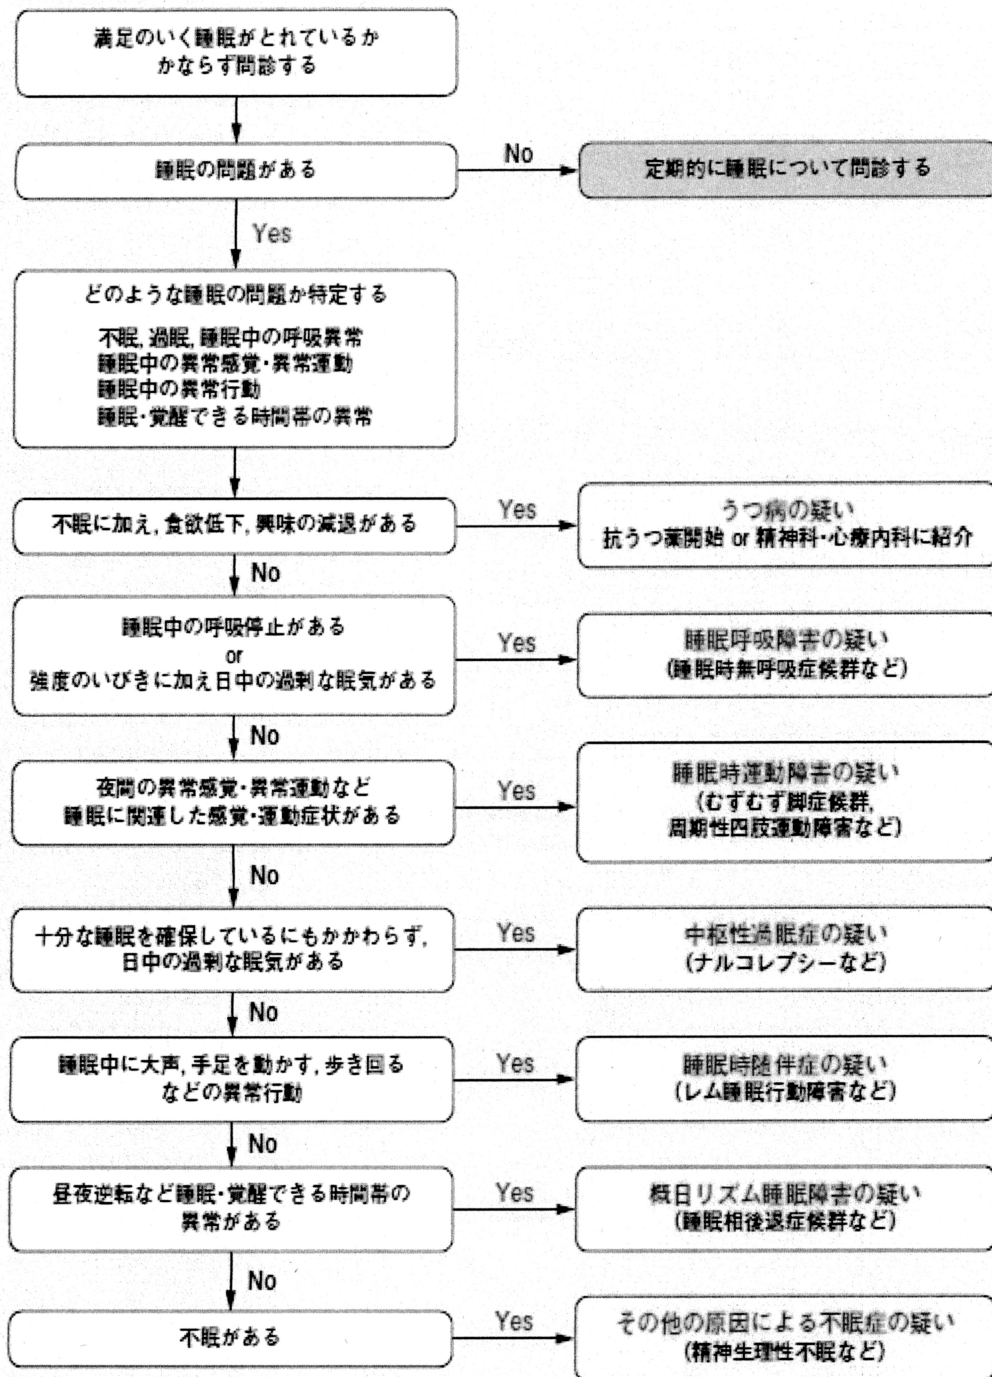 満足のいく睡眠がとれているか
かならず問診する
睡眠の問題がある
No
定期的に睡眠について問診する
Yes
どのような睡眠の問題か特定する
不眠, 過眠, 睡眠中の呼吸異常
睡眠中の異常感覚・異常運動
睡眠中の異常行動
睡眠・覚醒できる時間帯の異常
不眠に加え, 食欲低下, 興味の減退がある
Yes
うつ病の疑い
抗うつ薬開始 or 精神科・心療内科に紹介
No
睡眠中の呼吸停止がある
or
強度のいびきに加え日中の過剰な眠気がある
Yes
睡眠呼吸障害の疑い
(睡眠時無呼吸症候群など)
No
夜間の異常感覚・異常運動など
睡眠に関連した感覚・運動症状がある
Yes
睡眠時運動障害の疑い
(むずむず脚症候群,
周期性四肢運動障害など)
No
十分な睡眠を確保しているにもかかわらず,
日中の過剰な眠気がある
Yes
中枢性過眠症の疑い
(ナルコレプシーなど)
No
睡眠中に大声, 手足を動かす, 歩き回る
などの異常行動
Yes
睡眠時随伴症の疑い
(レム睡眠行動障害など)
No
昼夜逆転など睡眠・覚醒できる時間帯の
異常がある
Yes
概日リズム睡眠障害の疑い
(睡眠相後退症候群など)
No
不眠がある
Yes
その他の原因による不眠症の疑い
(精神生理性不眠など)